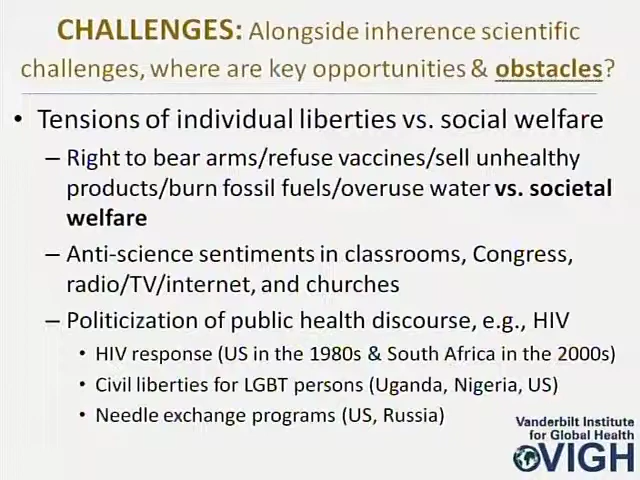 CHALLENGES: Alongside inherence scientific
challenges, where are key opportunities & obstacles?
• Tensions of individual liberties vs. social welfare
– Right to bear arms/refuse vaccines/sell unhealthy
products/burn fossil fuels/overuse water vs. societal
welfare
– Anti-science sentiments in classrooms, Congress,
radio/TV/internet, and churches
– Politicization of public health discourse, e.g., HIV
• HIV response (US in the 1980s & South Africa in the 2000s)
• Civil liberties for LGBT persons (Uganda, Nigeria, US)
• Needle exchange programs (US, Russia)
Vanderbilt Institute
for Global Health
VIGH